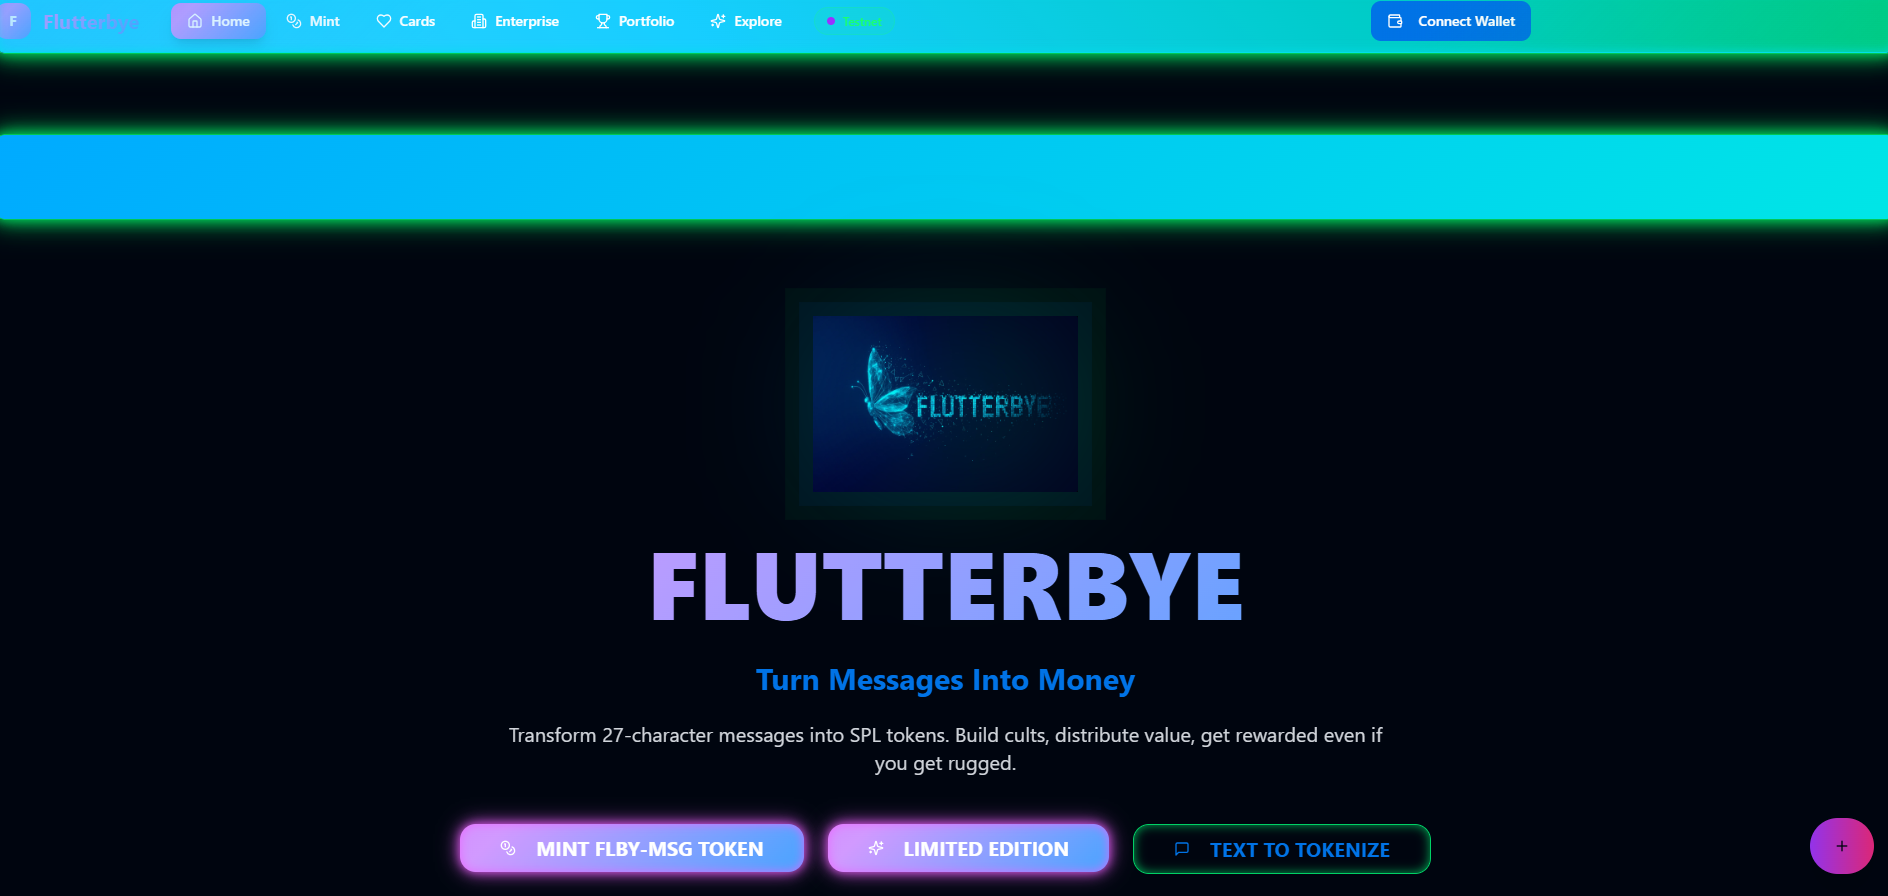 F Flutterbye Home Mint Cards Enterprise Portfolio Explore Testnet Connect Wallet
FLUTTERBYE
FLUTTERBYE
Turn Messages Into Money
Transform 27-character messages into SPL tokens. Build cults, distribute value, get rewarded even if
you get rugged.
MINT FLBY-MSG TOKEN LIMITED EDITION TEXT TO TOKENIZE